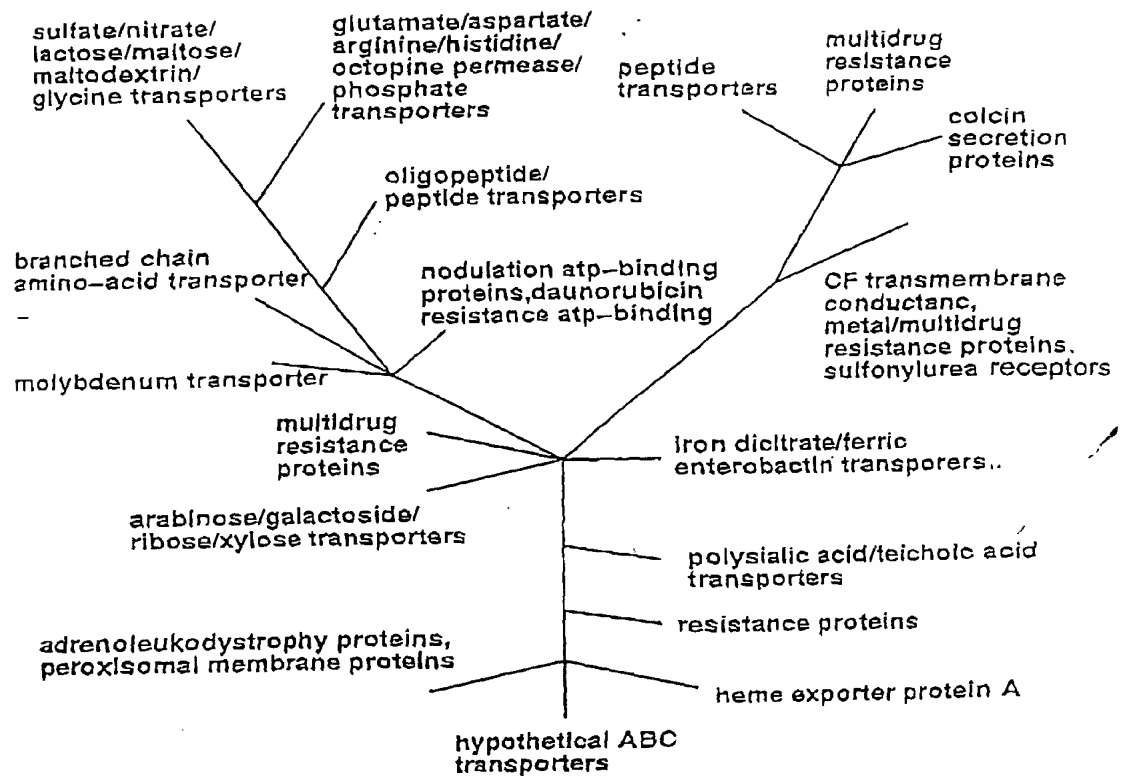 sulfate/nitrate/
lactose/maltose/
maltodextrin/
glycine transporters
glutamate/aspartate/
arginine/histidine/
octopine permease/
phosphate
transporters
peptide
transporters
multidrug
resistance
proteins
colcin
secretion
proteins
oligopeptide/
peptide transporters
branched chain
amino-acid transporter
nodulation atp-binding
proteins,daunorubicin
resistance atp-binding
CF transmembrane
conductanc,
metal/multidrug
resistance proteins.
sulfonylurea receptors
molybdenum transporter
multidrug
resistance
proteins
iron dicitrate/ferric
enterobactin transporers..
arabinose/galactoside/
ribose/xylose transporters
polysialic acid/teichoic acid
transporters
resistance proteins
adrenoleukodystrophy proteins,
peroxisomal membrane proteins
heme exporter protein A
hypothetical ABC
transporters